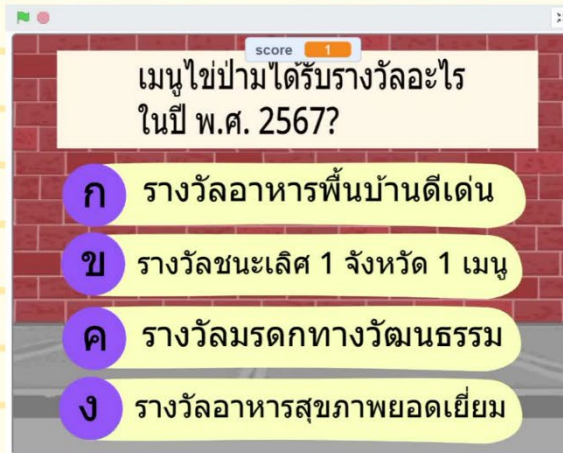 score 1
เมนูไข่ป่ามได้รับรางวัลอะไร
ในปี พ.ศ. 2567?
ก รางวัลอาหารพื้นบ้านดีเด่น
ข รางวัลชนะเลิศ 1 จังหวัด 1 เมนู
ค รางวัลมรดกทางวัฒนธรรม
ง รางวัลอาหารสุขภาพยอดเยี่ยม